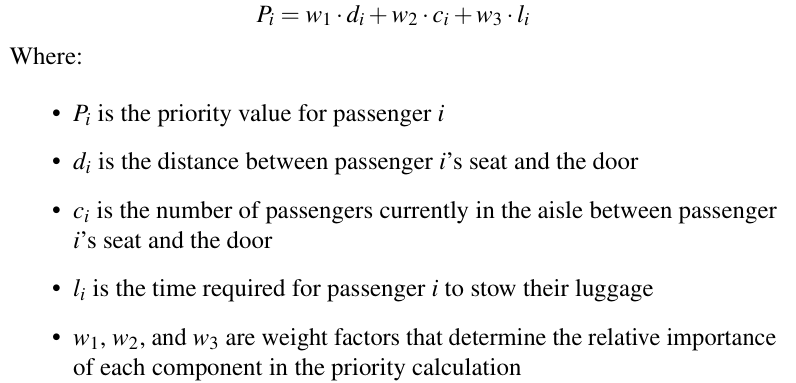 P_i = w_1 · d_i + w_2 · c_i + w_3 · l_i
Where:
• P_i is the priority value for passenger i
• d_i is the distance between passenger i’s seat and the door
• c_i is the number of passengers currently in the aisle between passenger
i’s seat and the door
• l_i is the time required for passenger i to stow their luggage
• w_1, w_2, and w_3 are weight factors that determine the relative importance
of each component in the priority calculation